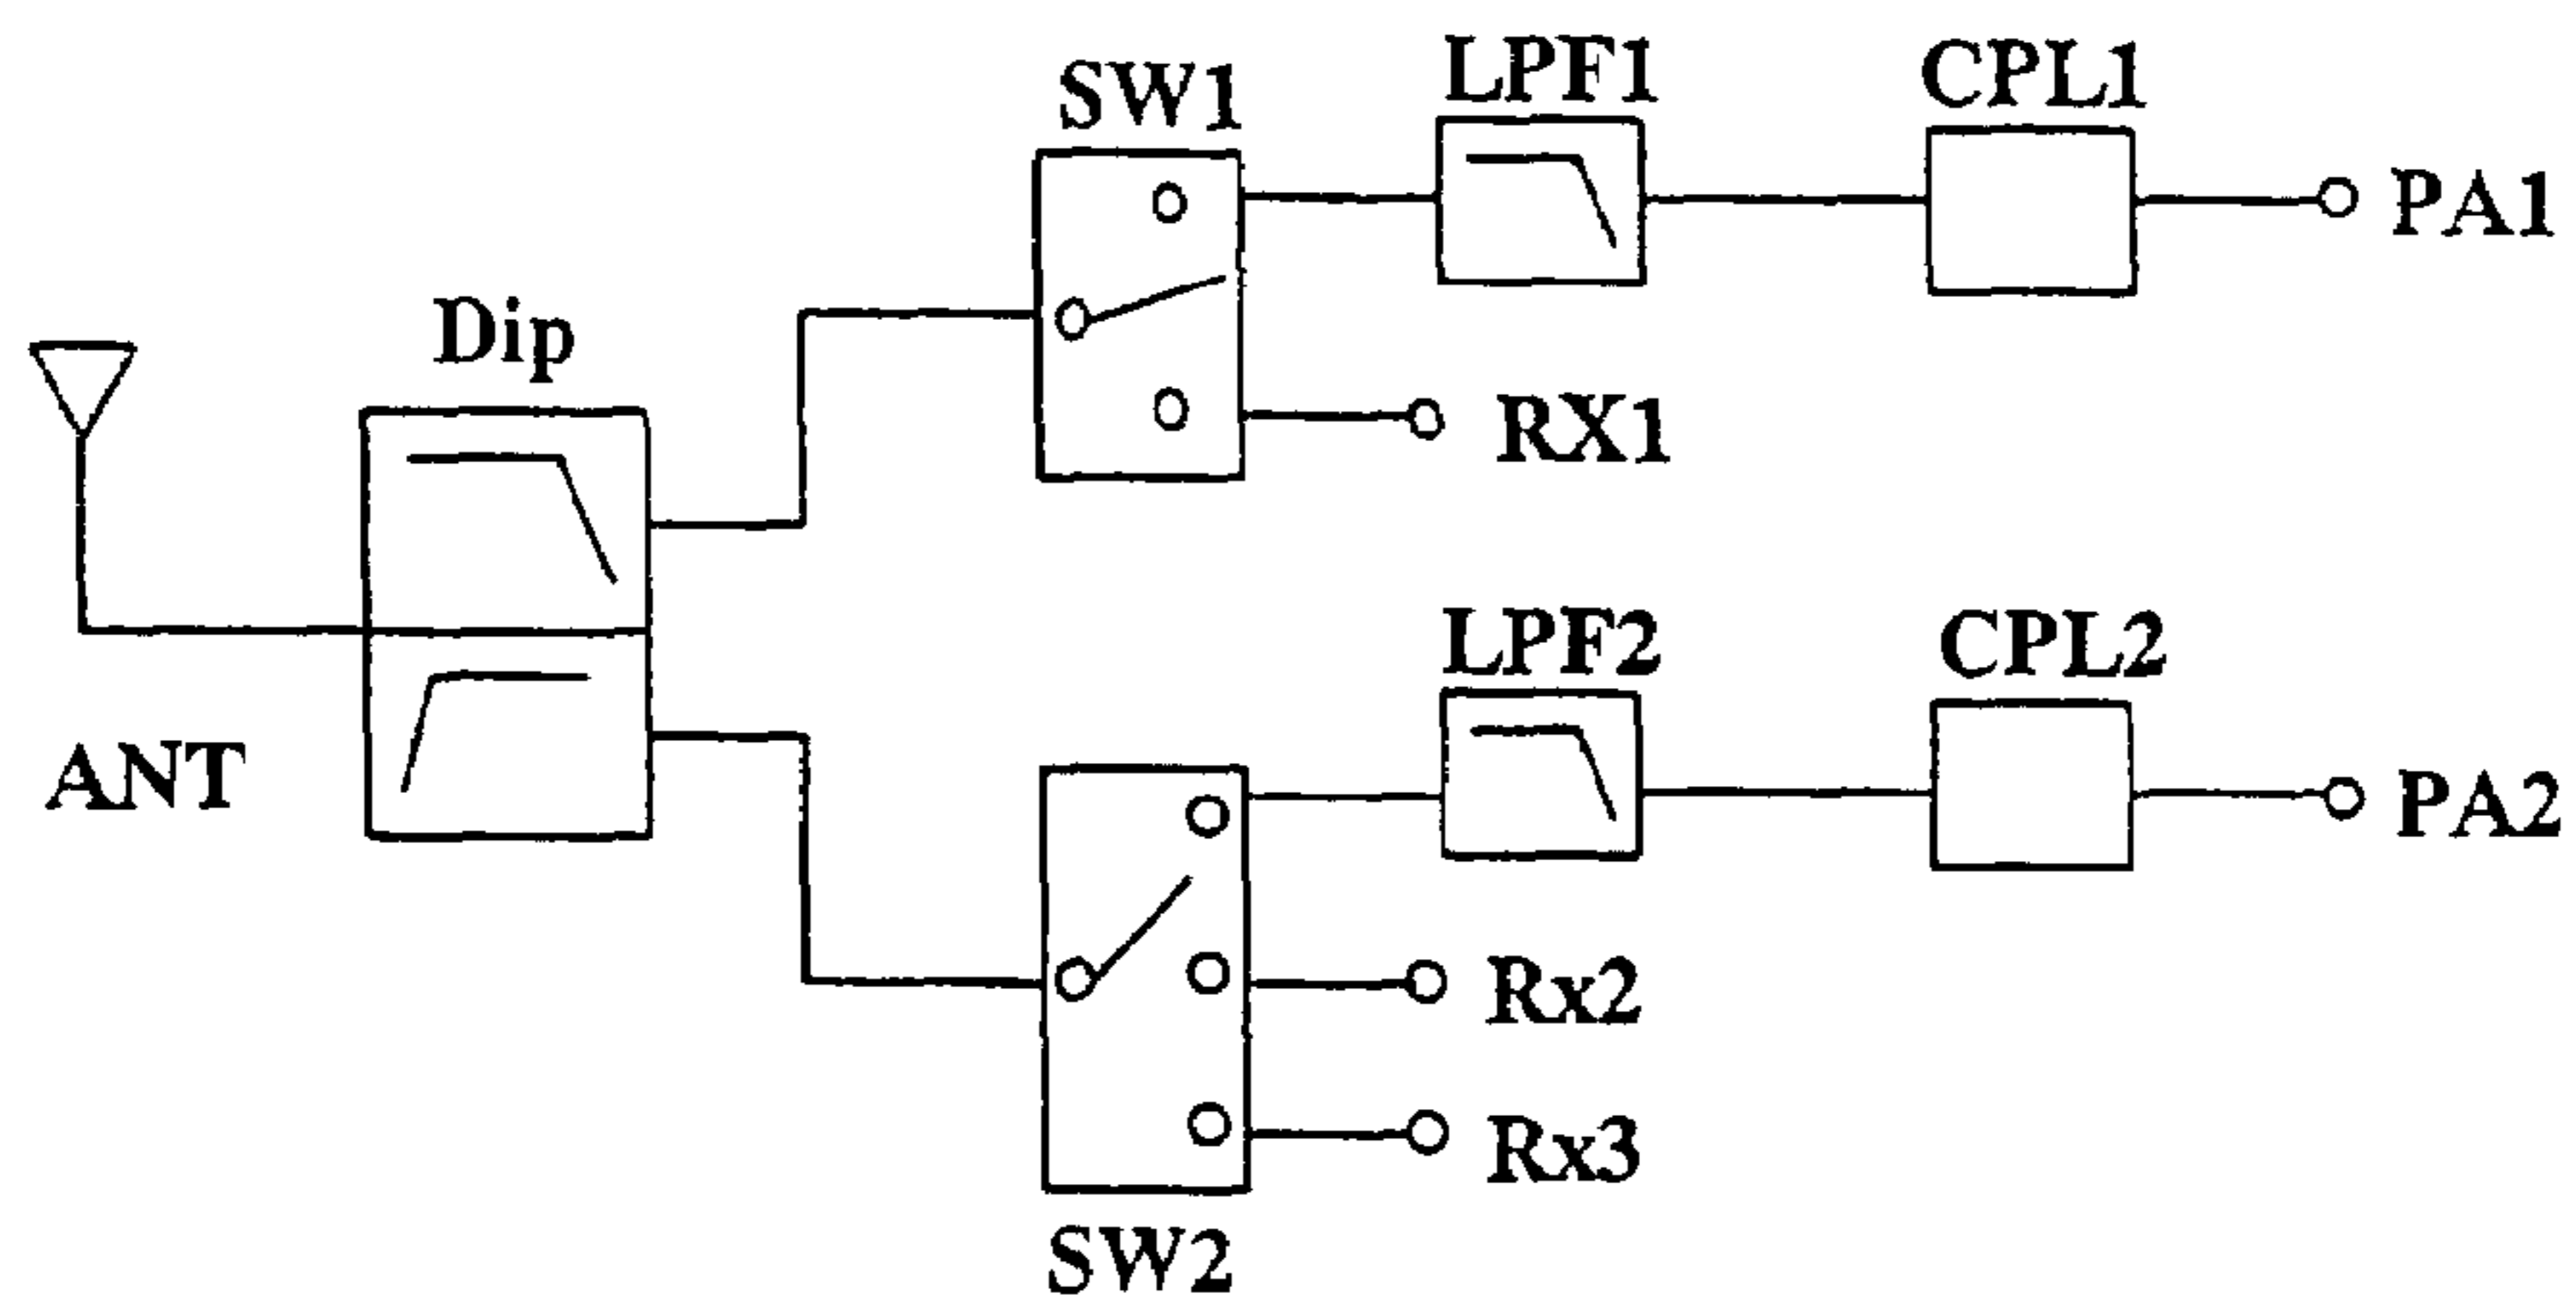 LPF1
CPL1
SW1
PA1
Dip
RX1
LPF2
CPL2
ANT
PA2
Rx2
Rx3
SW2